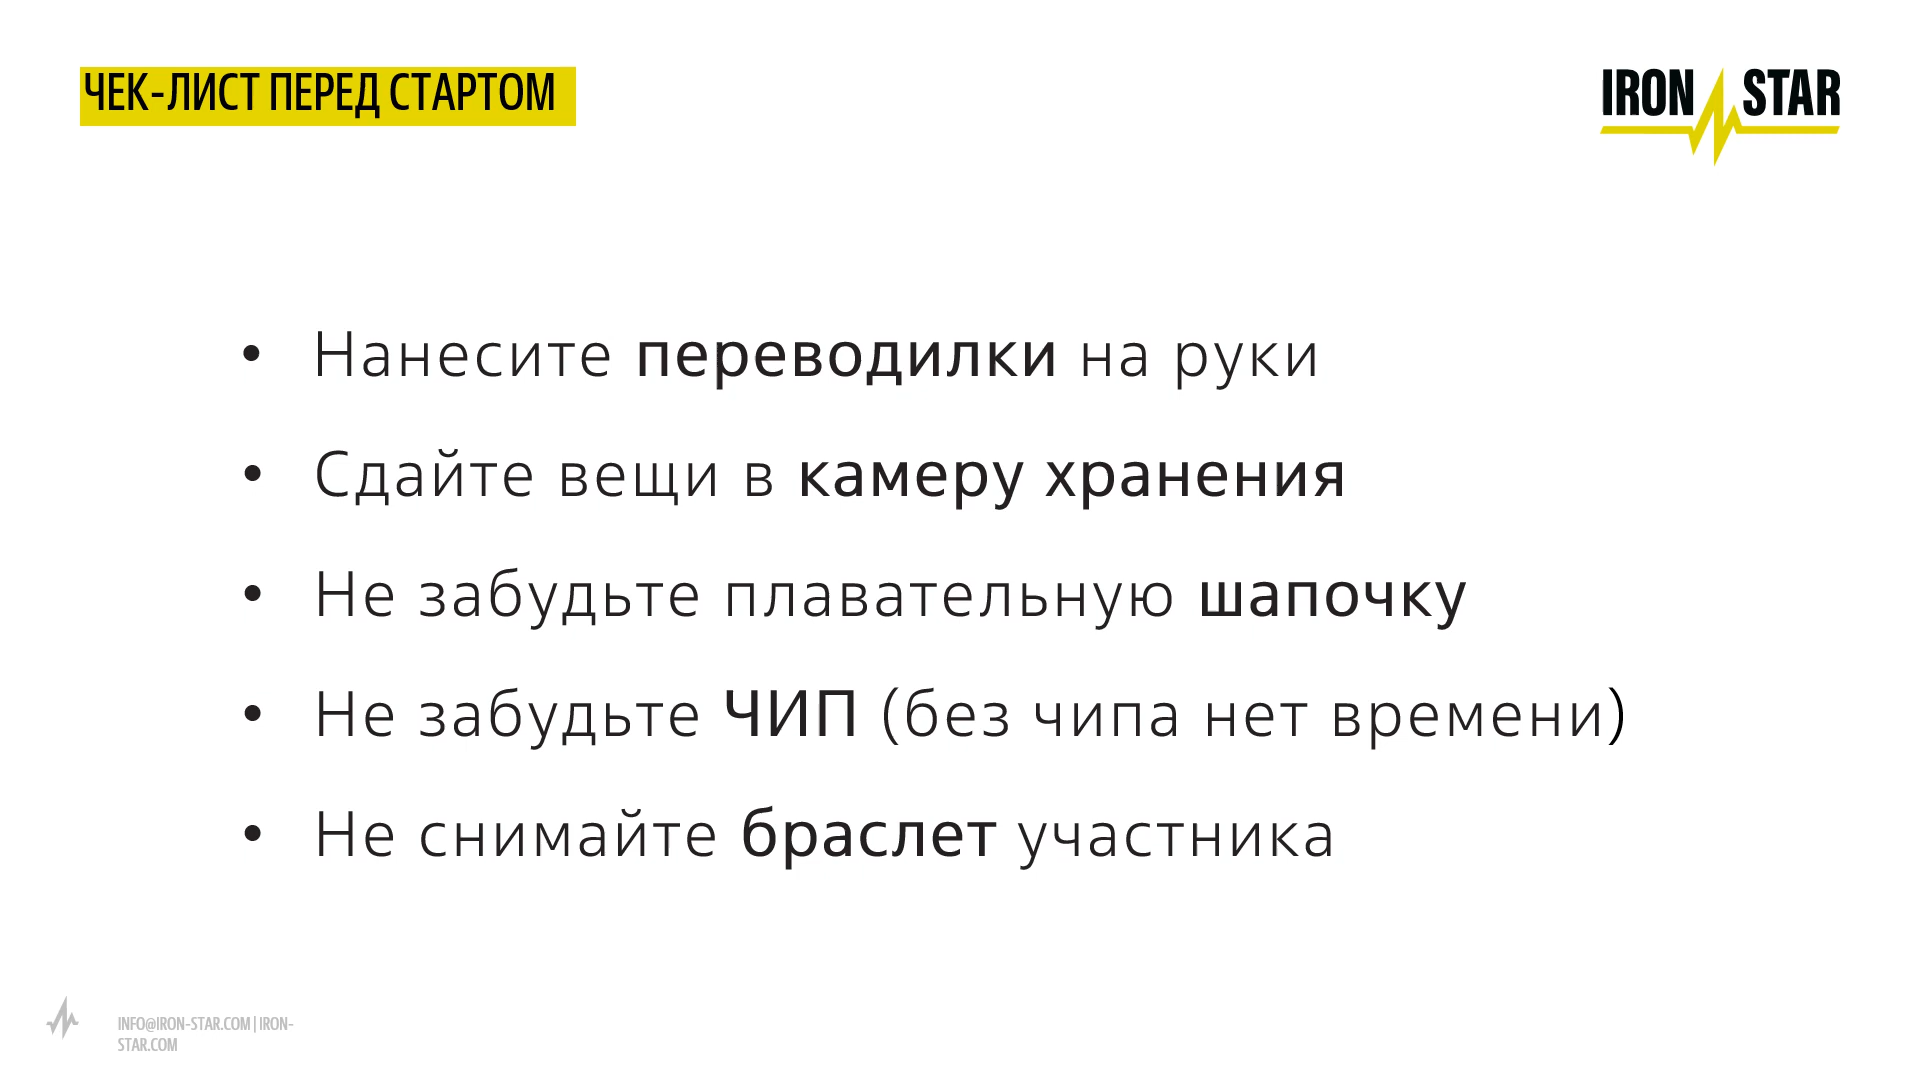 ЧЕК-ЛИСТ ПЕРЕД СТАРТОМ
IRON STAR
• Нанесите переводилки на руки
• Сдайте вещи в камеру хранения
• Не забудьте плавательную шапочку
• Не забудьте ЧИП (без чипа нет времени)
• Не снимайте браслет участника
INFO@IRON-STAR.COM | IRON-
STAR.COM